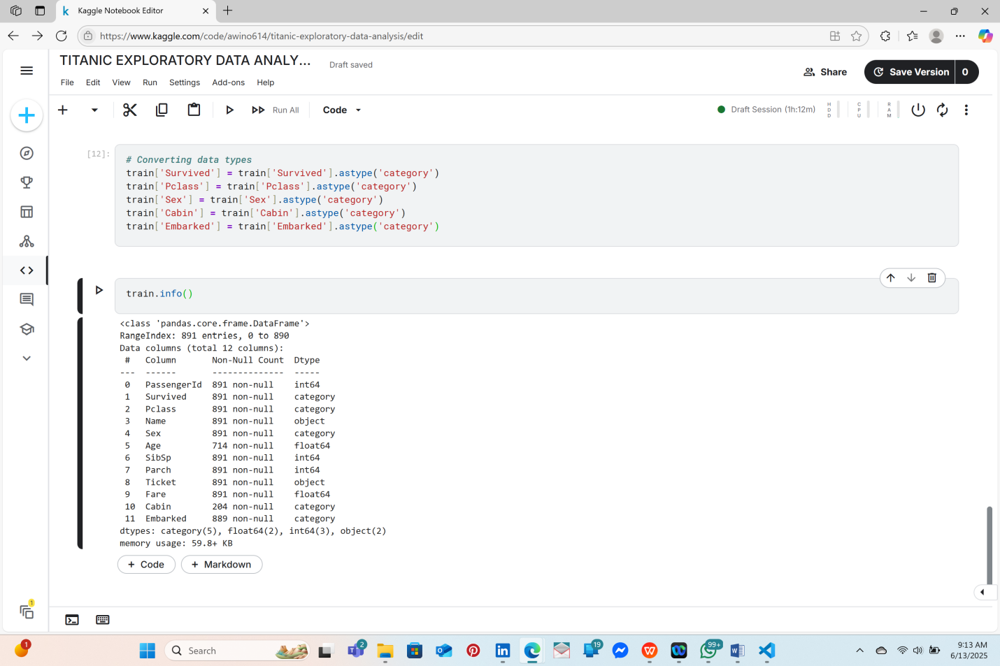 Kaggle Notebook Editor
https://www.kaggle.com/code/awino614/titanic-exploratory-data-analysis/edit
TITANIC EXPLORATORY DATA ANALY...
Draft saved
Share
Save Version
0
File Edit View Run Settings Add-ons Help
Run All
Code
Draft Session (1h:12m)
HDD
CPU
RAM
[12]:
# Converting data types
train['Survived'] = train['Survived'].astype('category')
train['Pclass'] = train['Pclass'].astype('category')
train['Sex'] = train['Sex'].astype('category')
train['Cabin'] = train['Cabin'].astype('category')
train['Embarked'] = train['Embarked'].astype('category')
train.info()
<class 'pandas.core.frame.DataFrame'>
RangeIndex: 891 entries, 0 to 890
Data columns (total 12 columns):
 #   Column       Non-Null Count  Dtype
---  ------       --------------  -----
 0   PassengerId  891 non-null    int64
 1   Survived     891 non-null    category
 2   Pclass       891 non-null    category
 3   Name         891 non-null    object
 4   Sex          891 non-null    category
 5   Age          714 non-null    float64
 6   SibSp        891 non-null    int64
 7   Parch        891 non-null    int64
 8   Ticket       891 non-null    object
 9   Fare         891 non-null    float64
 10  Cabin        204 non-null    category
 11  Embarked     889 non-null    category
dtypes: category(5), float64(2), int64(3), object(2)
memory usage: 59.8+ KB
+ Code
+ Markdown
1
1
Search
2
19
99+
9:13 AM
6/13/2025